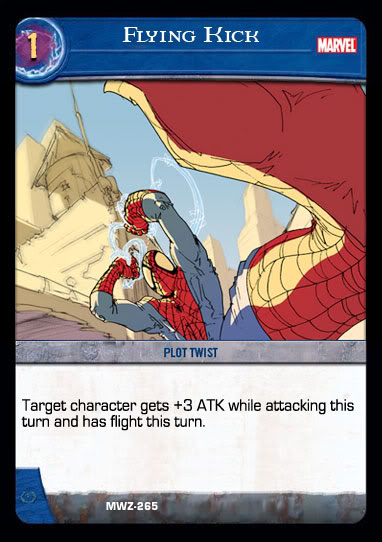 1
Flying Kick
MARVEL
PLOT TWIST
Target character gets +3 ATK while attacking this
turn and has flight this turn.
MWZ-265